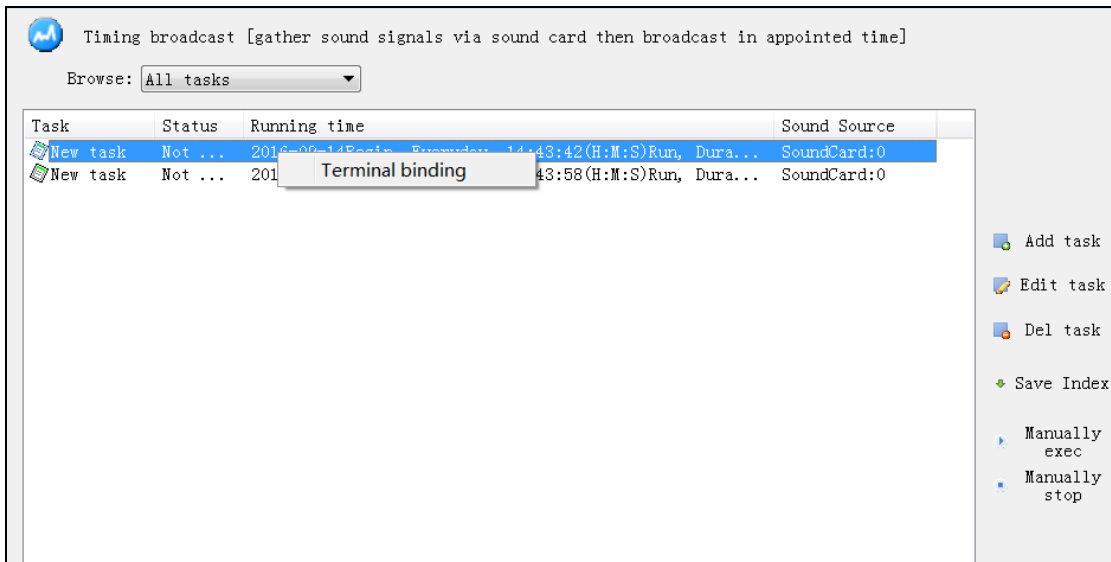 Timing broadcast [gather sound signals via sound card then broadcast in appointed time]
Browse: All tasks
Task Status Running time Sound Source
New task Not ... 2016-09-14Begin, Everyday, 14:43:42(H:M:S)Run, Dura... SoundCard:0
Terminal binding
New task Not ... 201 43:58(H:M:S)Run, Dura... SoundCard:0
Add task
Edit task
Del task
Save Index
Manually
exec
Manually
stop